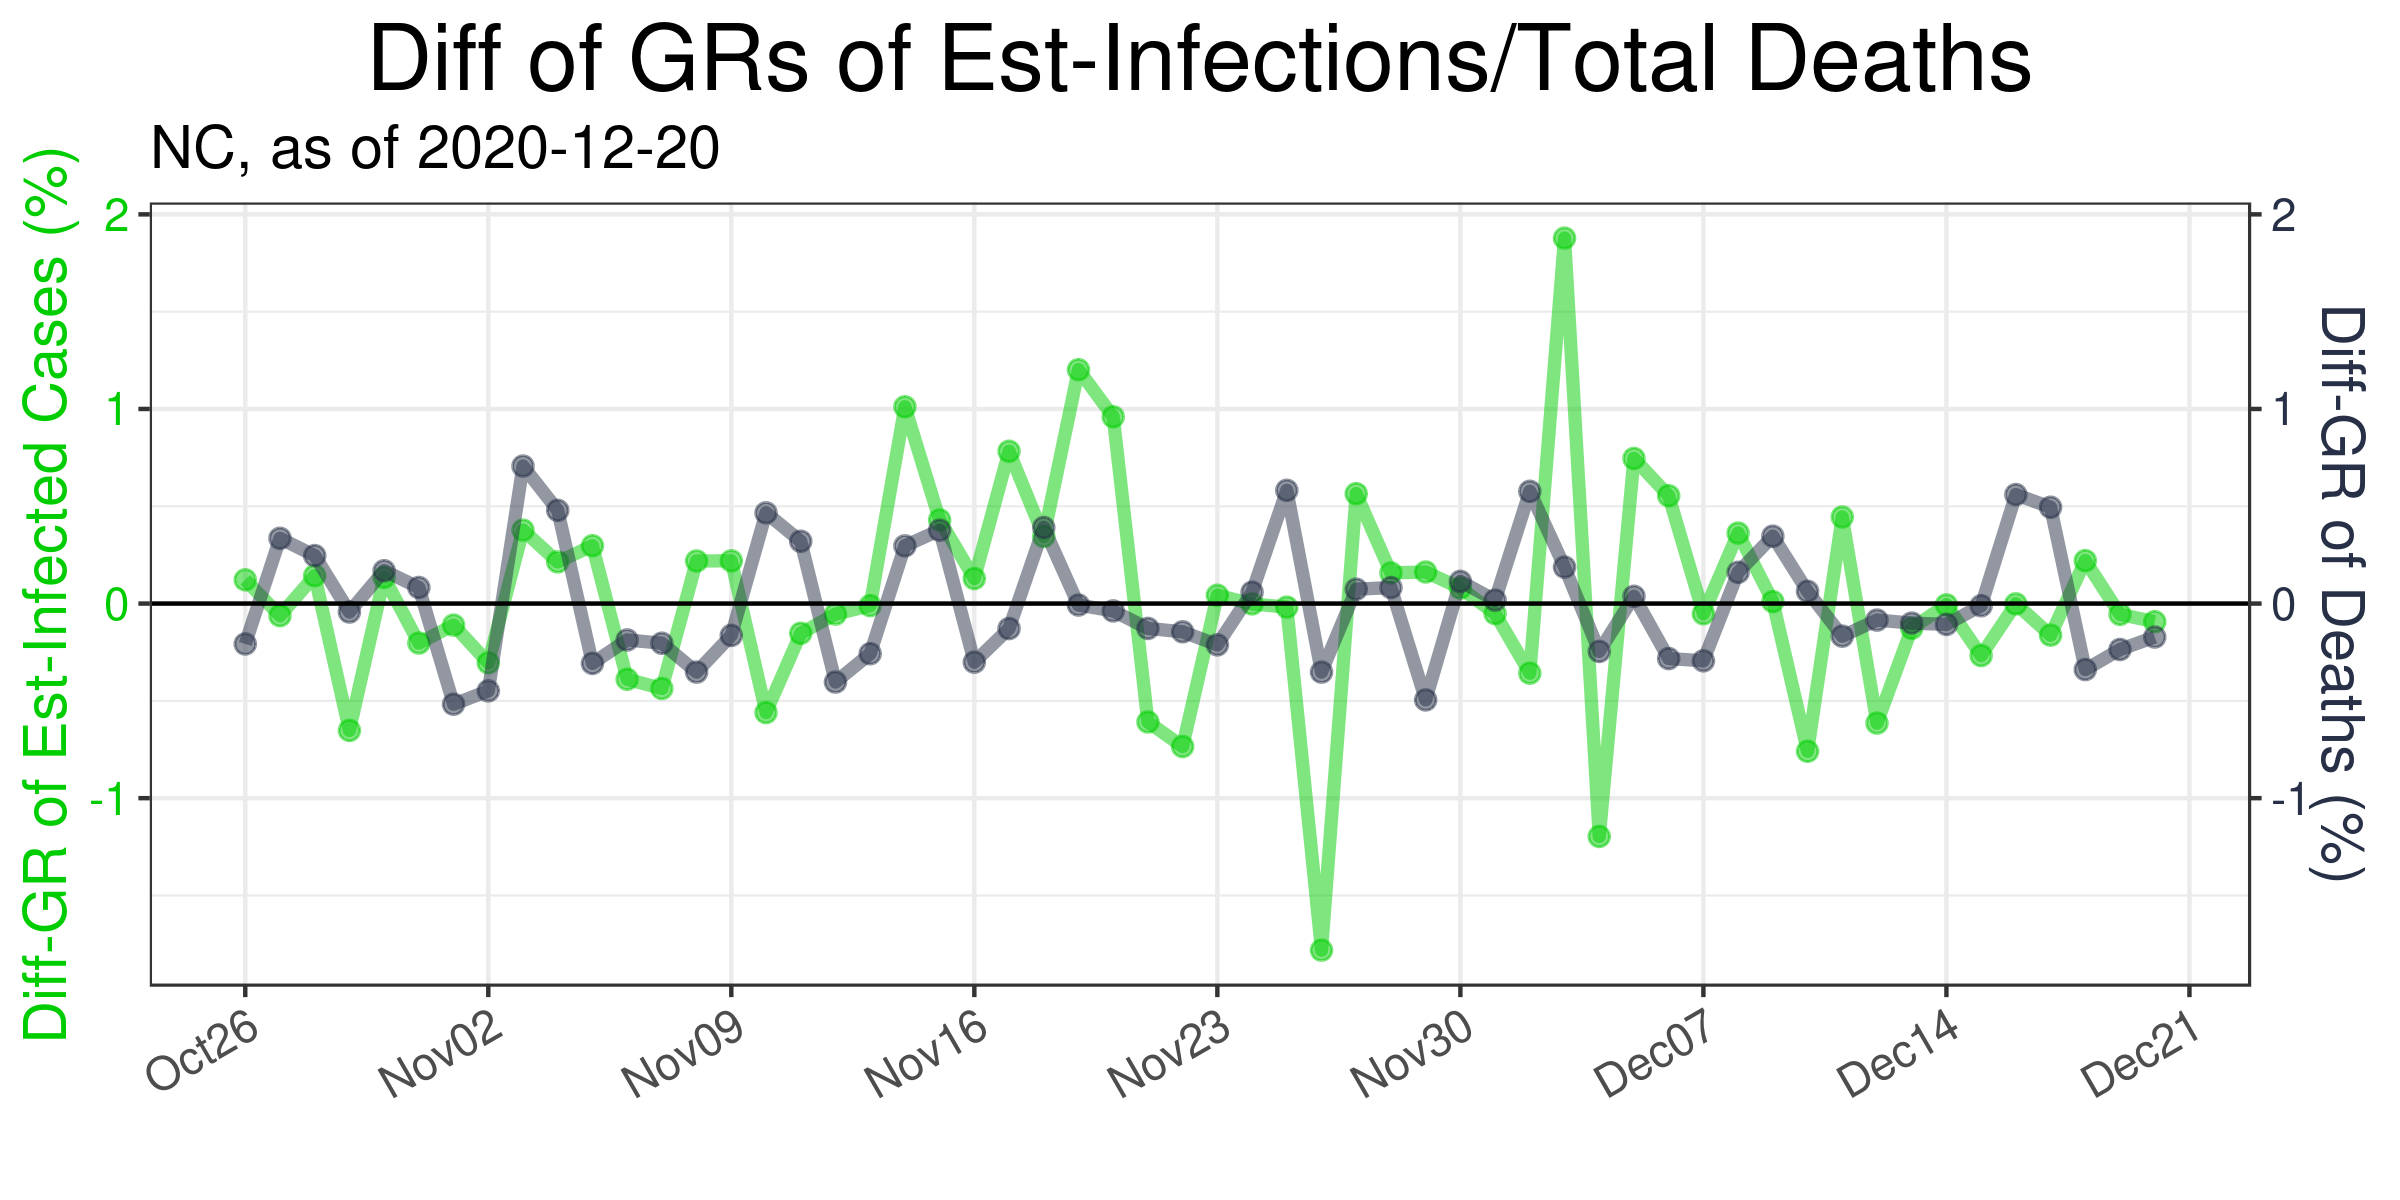 Diff of GRs of Est-Infections/Total Deaths
NC, as of 2020-12-20
Diff-GR of Est-Infected Cases (%)
2
1
0
-1
2
1
0
-1
Diff-GR of Deaths (%)
Oct26
Nov02
Nov09
Nov16
Nov23
Nov30
Dec07
Dec14
Dec21